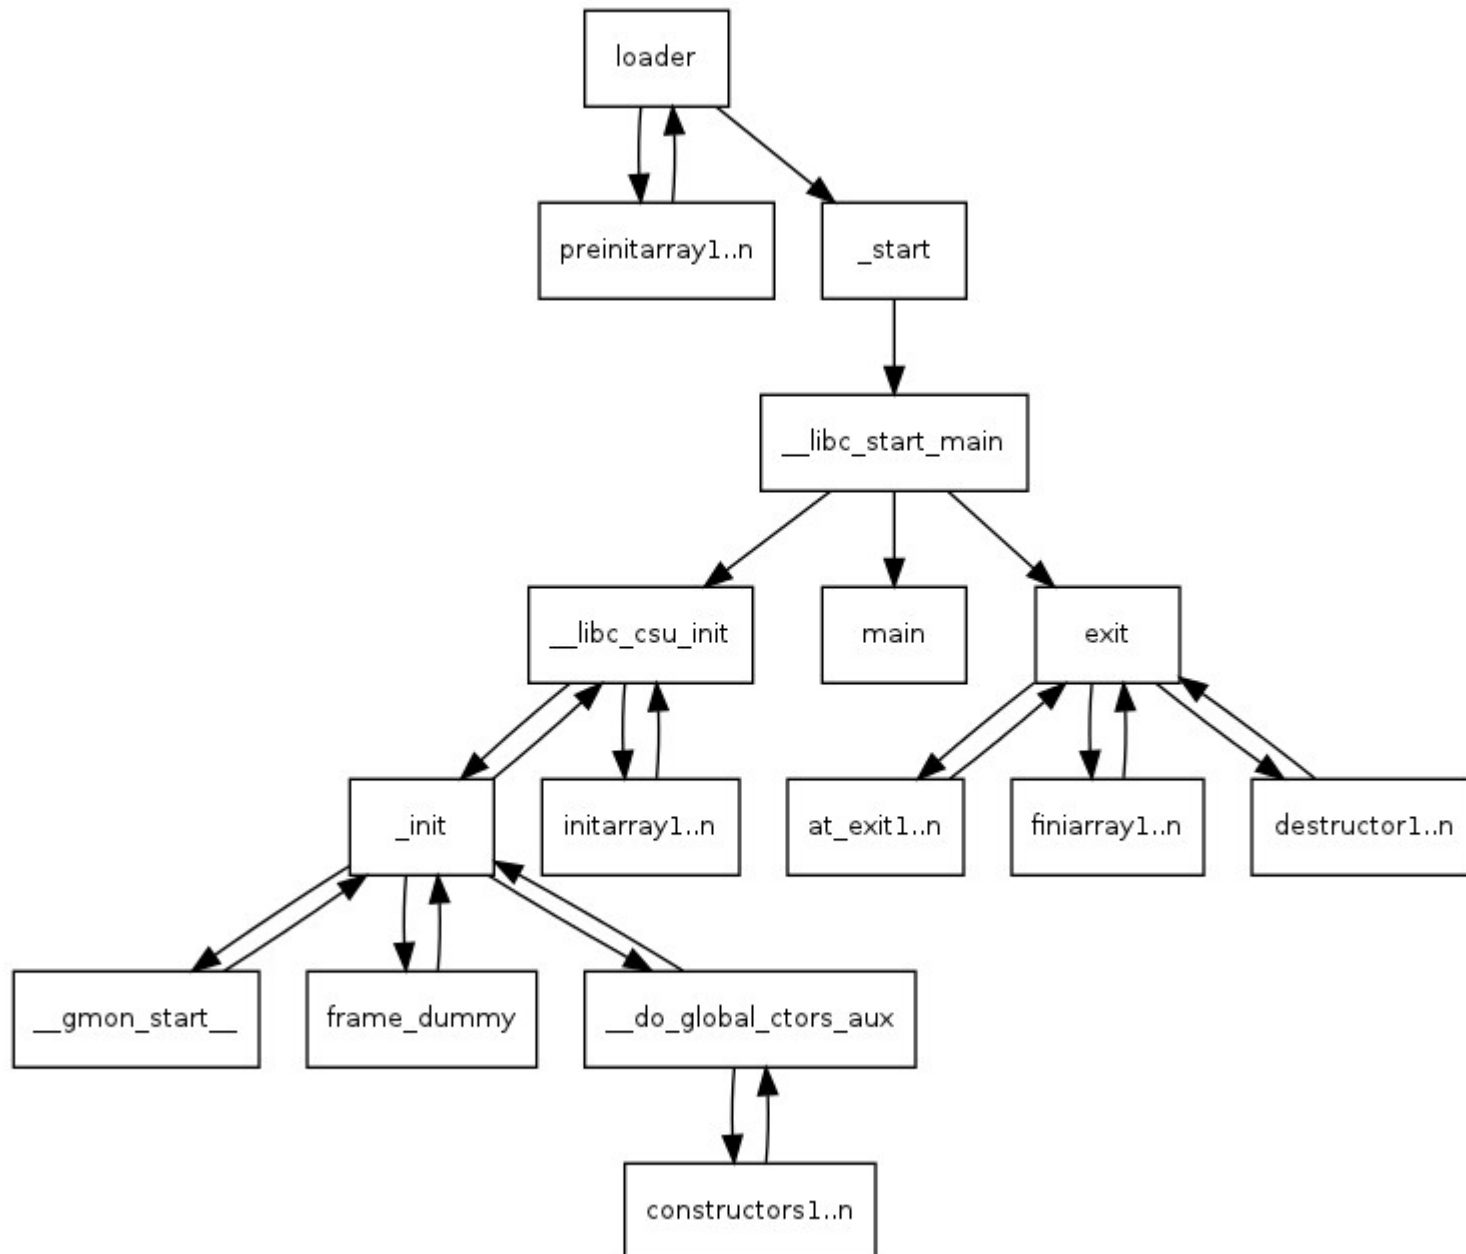 loader
preinitarray1..n
_start
__libc_start_main
__libc_csu_init
main
exit
_init
initarray1..n
at_exit1..n
finiarray1..n
destructor1..n
__gmon_start__
frame_dummy
__do_global_ctors_aux
constructors1..n